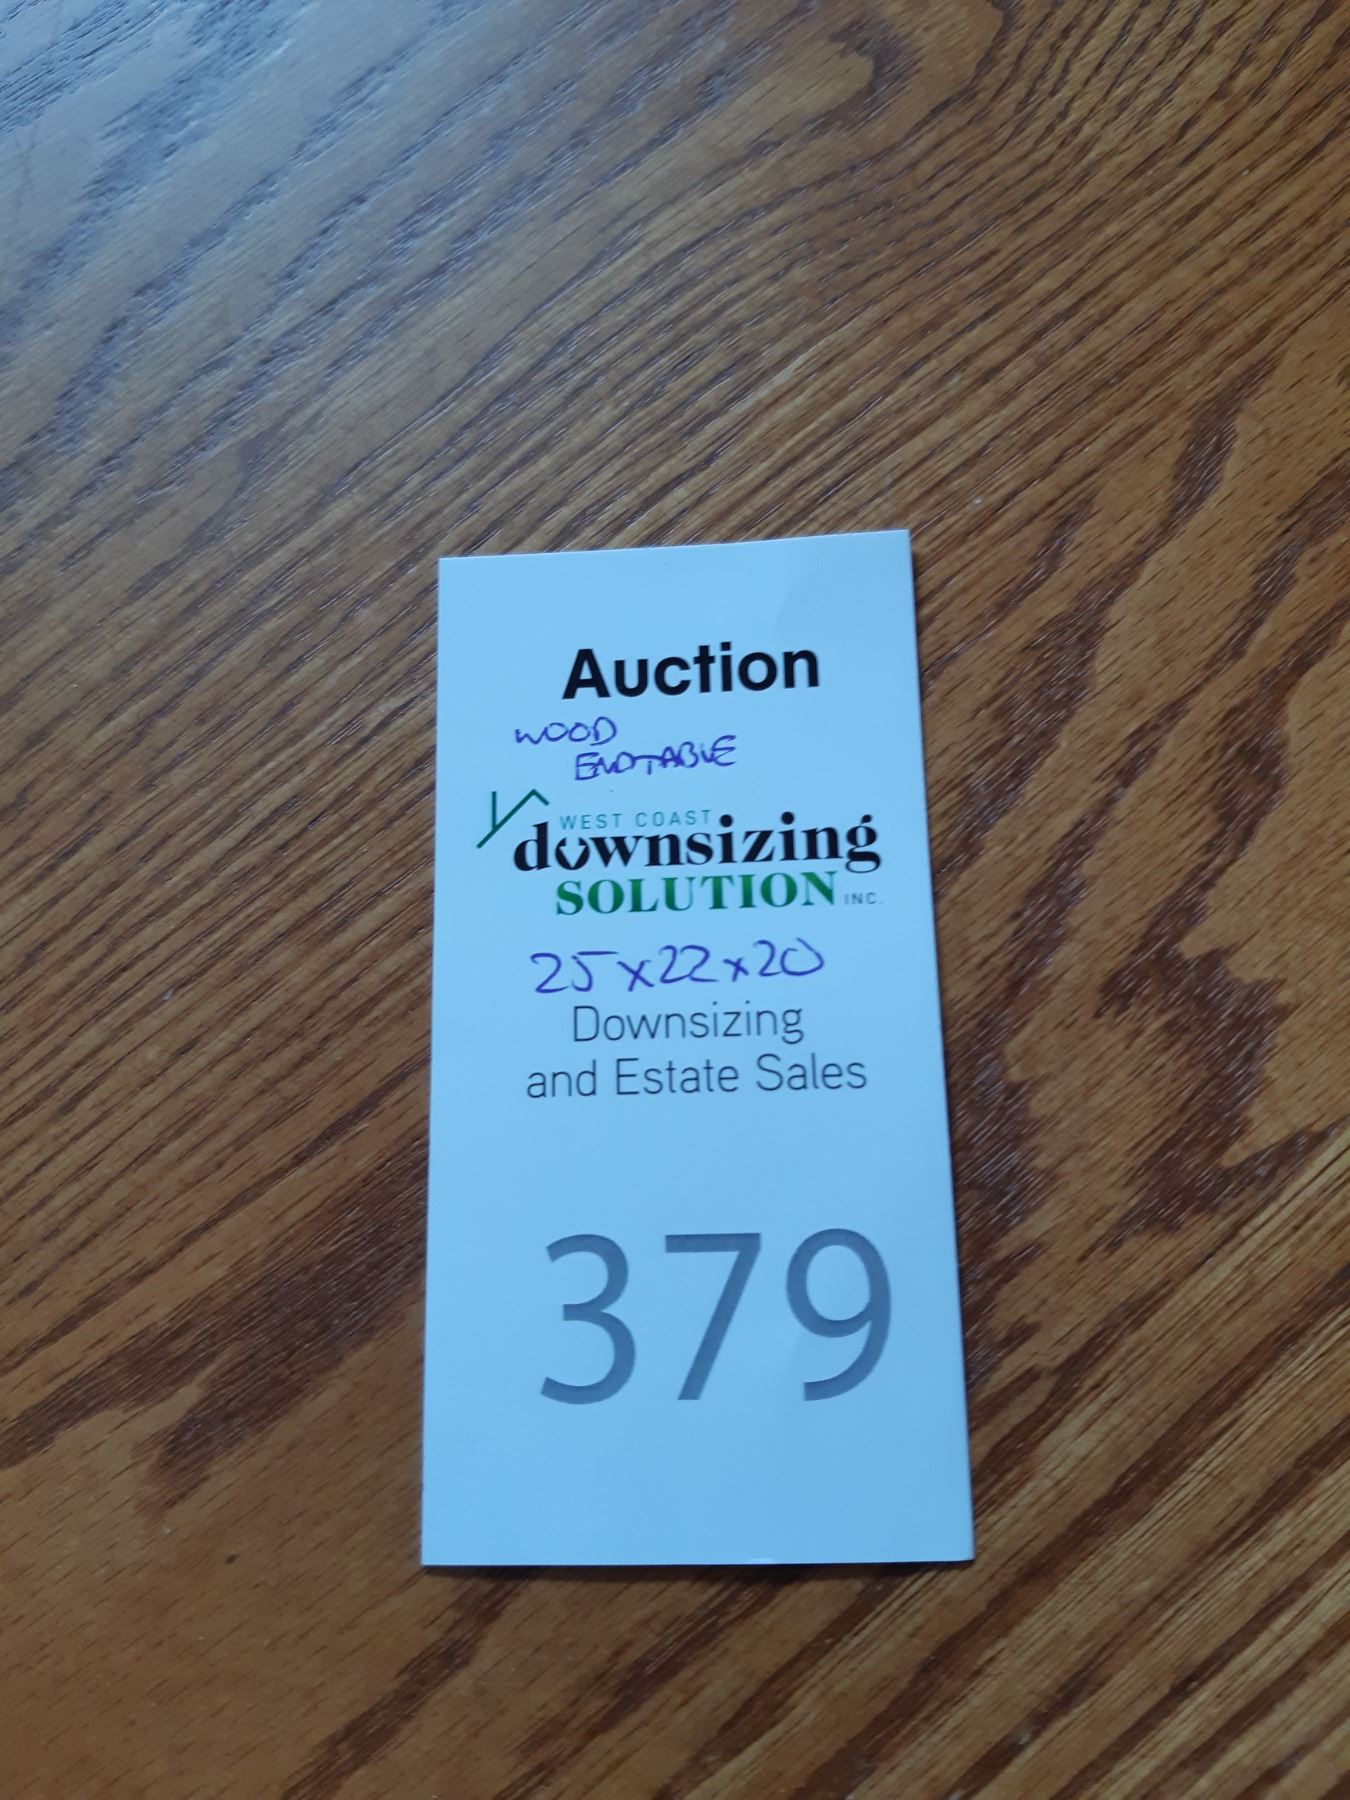 Auction
WOOD
ENDTABLE
WEST COAST
downsizing
SOLUTION INC.
25x22x20
Downsizing
and Estate Sales
379